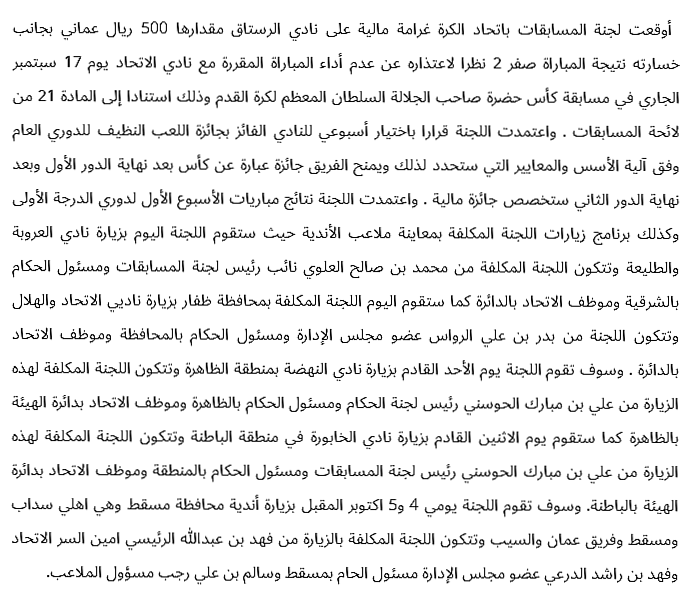 أوقعت لجنة المسابقات باتحاد الكرة غرامة مالية على نادي الرستاق مقدارها 500 ريال عماني بجانب
خسارته نتيجة المباراة صفر 2 نظرا لاعتذاره عن عدم أداء المباراة المقررة مع نادي الاتحاد يوم 17 سبتمبر
الجاري في مسابقة كأس حضرة صاحب الجلالة السلطان المعظم لكرة القدم وذلك استنادا إلى المادة 21 من
لائحة المسابقات . واعتمدت اللجنة قرارا باختيار أسبوعي للنادي الفائز بجائزة اللعب النظيف للدوري العام
وفق آلية الأسس والمعايير التي ستحدد لذلك ويمنح الفريق جائزة عبارة عن كأس بعد نهاية الدور الأول وبعد
نهاية الدور الثاني ستخصص جائزة مالية . واعتمدت اللجنة نتائج مباريات الأسبوع الأول لدوري الدرجة الأولى
وكذلك برنامج زيارات اللجنة المكلفة بمعاينة ملاعب الأندية حيث ستقوم اللجنة اليوم بزيارة نادي العروبة
والطليعة وتتكون اللجنة المكلفة من محمد بن صالح العلوي نائب رئيس لجنة المسابقات ومسئول الحكام
بالشرقية وموظف الاتحاد بالدائرة كما ستقوم اليوم اللجنة المكلفة بمحافظة ظفار بزيارة ناديي الاتحاد والهلال
وتتكون اللجنة من بدر بن علي الرواس عضو مجلس الإدارة ومسئول الحكام بالمحافظة وموظف الاتحاد
بالدائرة . وسوف تقوم اللجنة يوم الأحد القادم بزيارة نادي النهضة بمنطقة الظاهرة وتتكون اللجنة المكلفة لهذه
الزيارة من علي بن مبارك الحوسني رئيس لجنة الحكام ومسئول الحكام بالظاهرة وموظف الاتحاد بدائرة الهيئة
بالظاهرة كما ستقوم يوم الاثنين القادم بزيارة نادي الخابورة في منطقة الباطنة وتتكون اللجنة المكلفة لهذه
الزيارة من علي بن مبارك الحوسني رئيس لجنة المسابقات ومسئول الحكام بالمنطقة وموظف الاتحاد بدائرة
الهيئة بالباطنة. وسوف تقوم اللجنة يومي 4 و5 اكتوبر المقبل بزيارة أندية محافظة مسقط وهي اهلي سداب
ومسقط وفريق عمان والسيب وتتكون اللجنة المكلفة بالزيارة من فهد بن عبدالله الرئيسي امين السر الاتحاد
وفهد بن راشد الدرعي عضو مجلس الإدارة مسئول الحام بمسقط وسالم بن علي رجب مسؤول الملاعب.